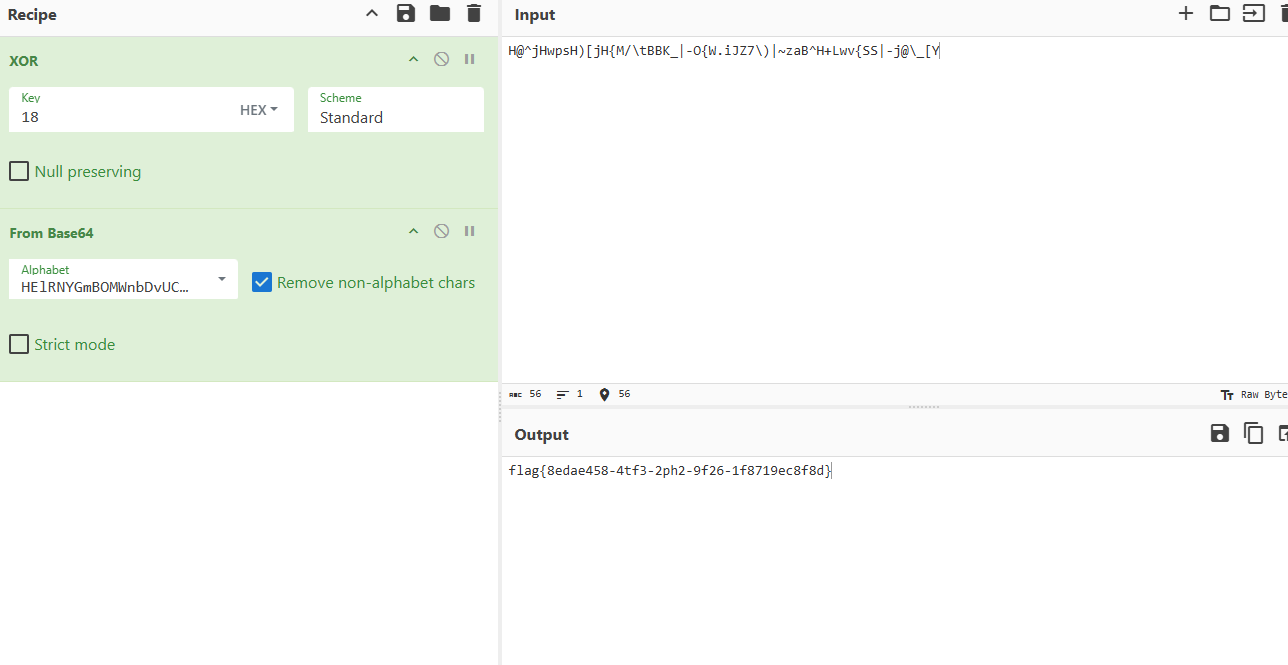 Recipe
XOR
Key
18
HEX
Scheme
Standard
Null preserving
From Base64
Alphabet
HElRNYGmBOMWnbDvUC…
Remove non-alphabet chars
Strict mode
Input
H@^jHwpsH)[jH{M/\tBBK_|-O{W.iJZ7\)|~zaB^H+Lwv{SS|-j@\_[Y
ABC 56 1 56
Tт Raw Byte
Output
flag{8edae458-4tf3-2ph2-9f26-1f8719ec8f8d}